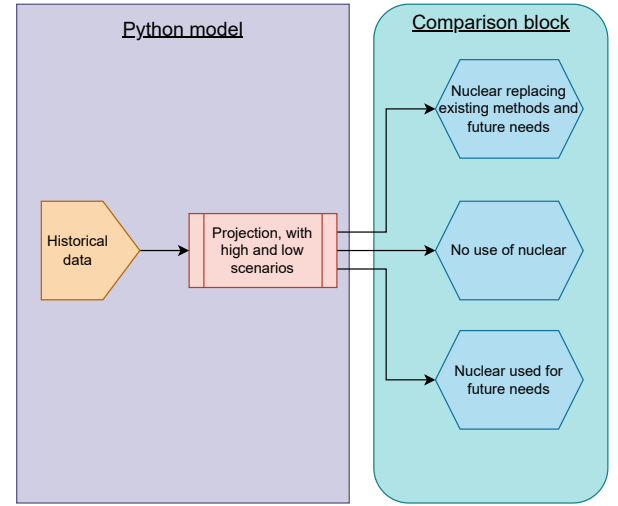 Python model
Comparison block
Nuclear replacing
existing methods and
future needs
Historical
data
Projection, with
high and low
scenarios
No use of nuclear
Nuclear used for
future needs